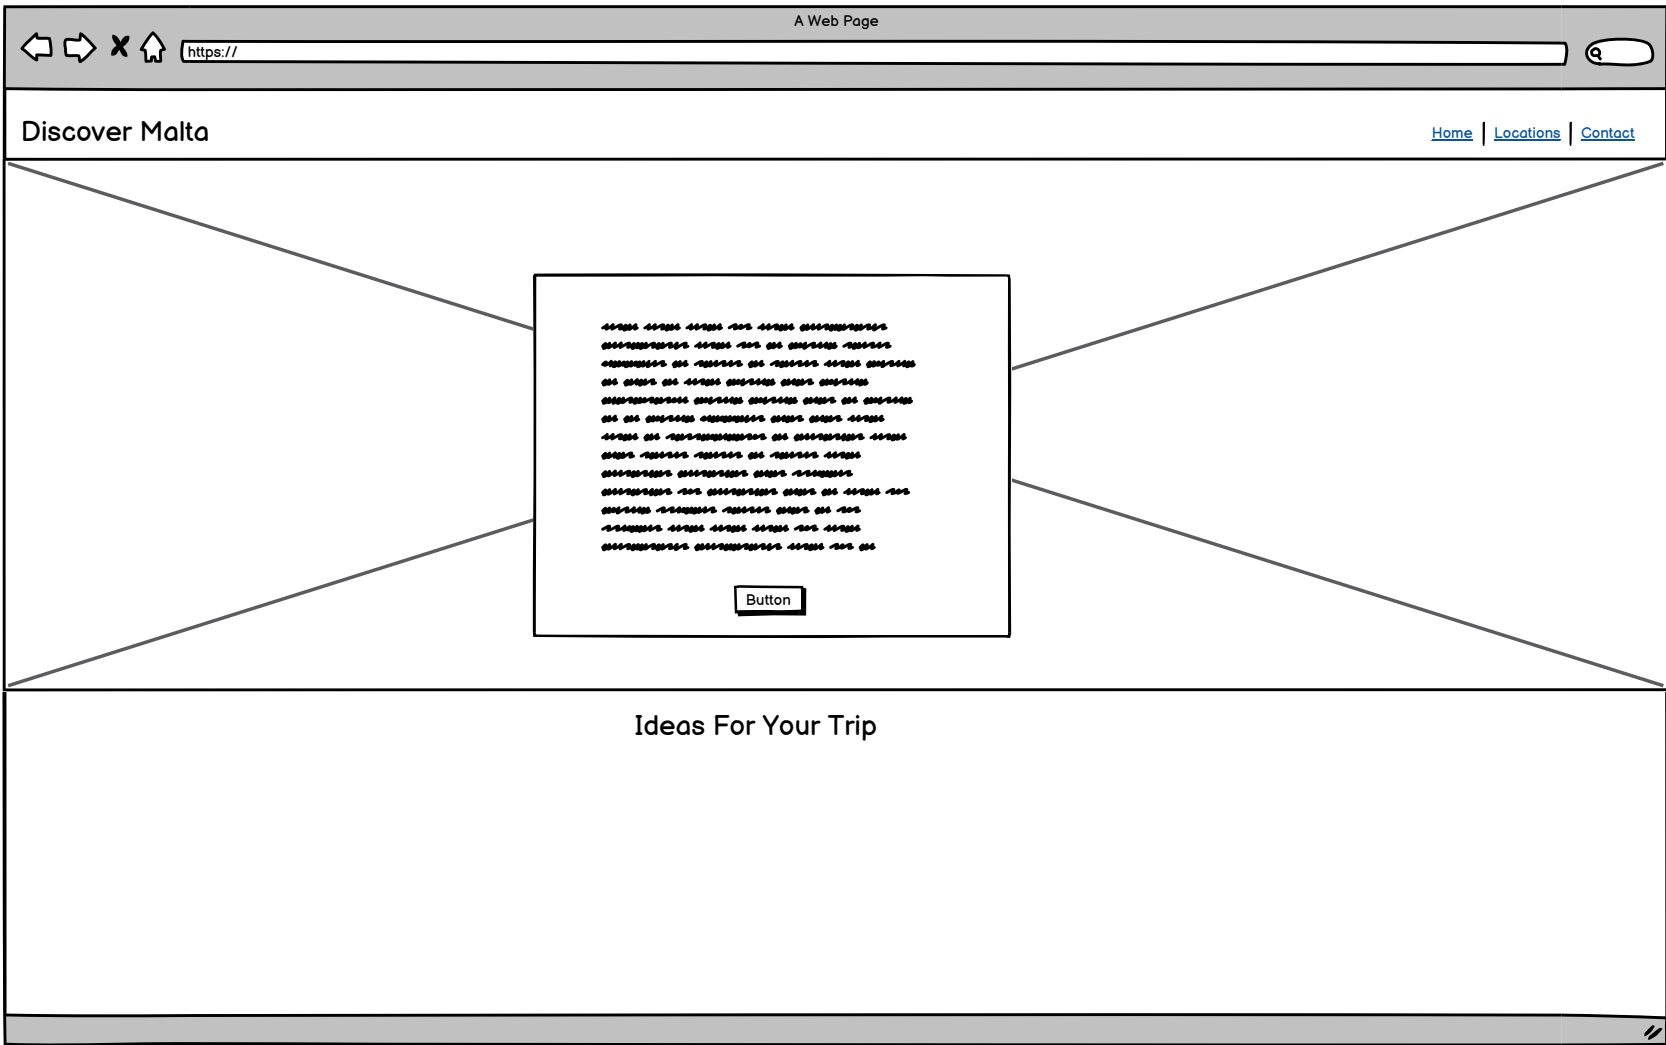 A Web Page
https://
Discover Malta
Home | Locations | Contact
Button
Ideas For Your Trip